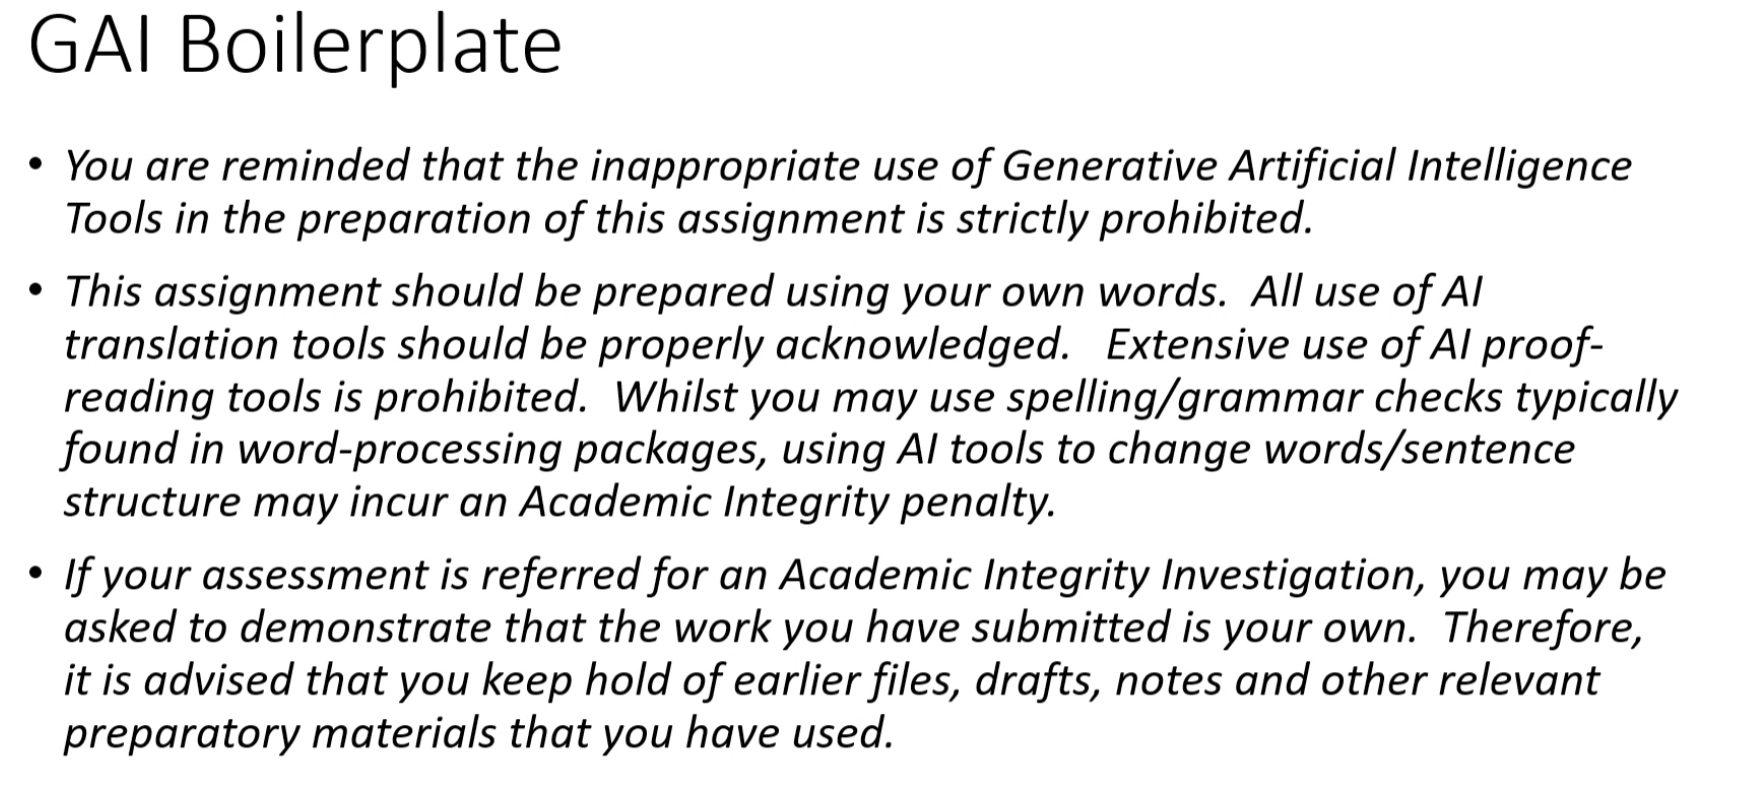 GAI Boilerplate
• You are reminded that the inappropriate use of Generative Artificial Intelligence
Tools in the preparation of this assignment is strictly prohibited.
• This assignment should be prepared using your own words.  All use of AI
translation tools should be properly acknowledged.   Extensive use of AI proof-
reading tools is prohibited.  Whilst you may use spelling/grammar checks typically
found in word-processing packages, using AI tools to change words/sentence
structure may incur an Academic Integrity penalty.
• If your assessment is referred for an Academic Integrity Investigation, you may be
asked to demonstrate that the work you have submitted is your own.  Therefore,
it is advised that you keep hold of earlier files, drafts, notes and other relevant
preparatory materials that you have used.